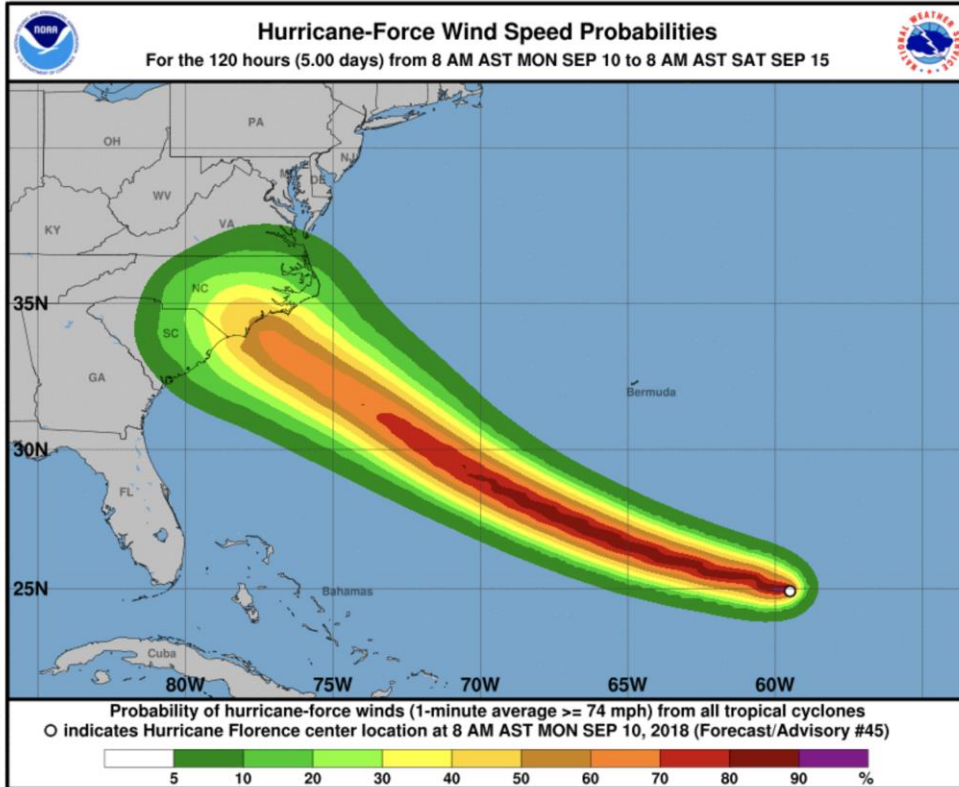 Hurricane-Force Wind Speed Probabilities
For the 120 hours (5.00 days) from 8 AM AST MON SEP 10 to 8 AM AST SAT SEP 15
NOAA
NATIONAL WEATHER SERVICE
PA
OH
NJ
DE
WV
VA
KY
35N
NC
SC
GA
Bermuda
30N
FL
25N
Bahamas
Cuba
80W 75W 70W 65W 60W
Probability of hurricane-force winds (1-minute average >= 74 mph) from all tropical cyclones
O indicates Hurricane Florence center location at 8 AM AST MON SEP 10, 2018 (Forecast/Advisory #45)
5 10 20 30 40 50 60 70 80 90 %